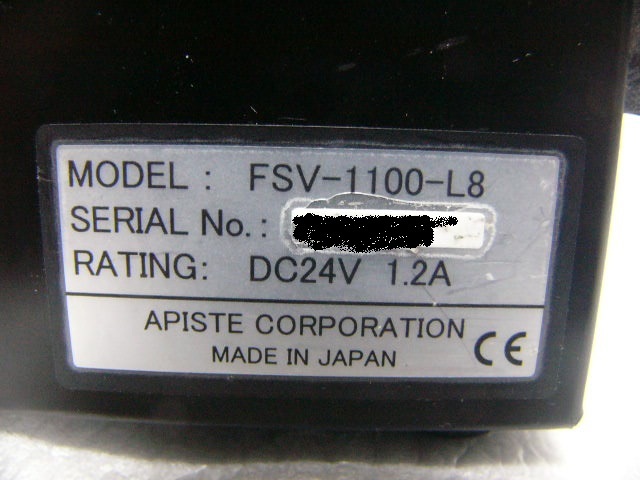 MODEL : FSV-1100-L8
SERIAL No. :
RATING: DC24V 1.2A
APISTE CORPORATION
MADE IN JAPAN CE